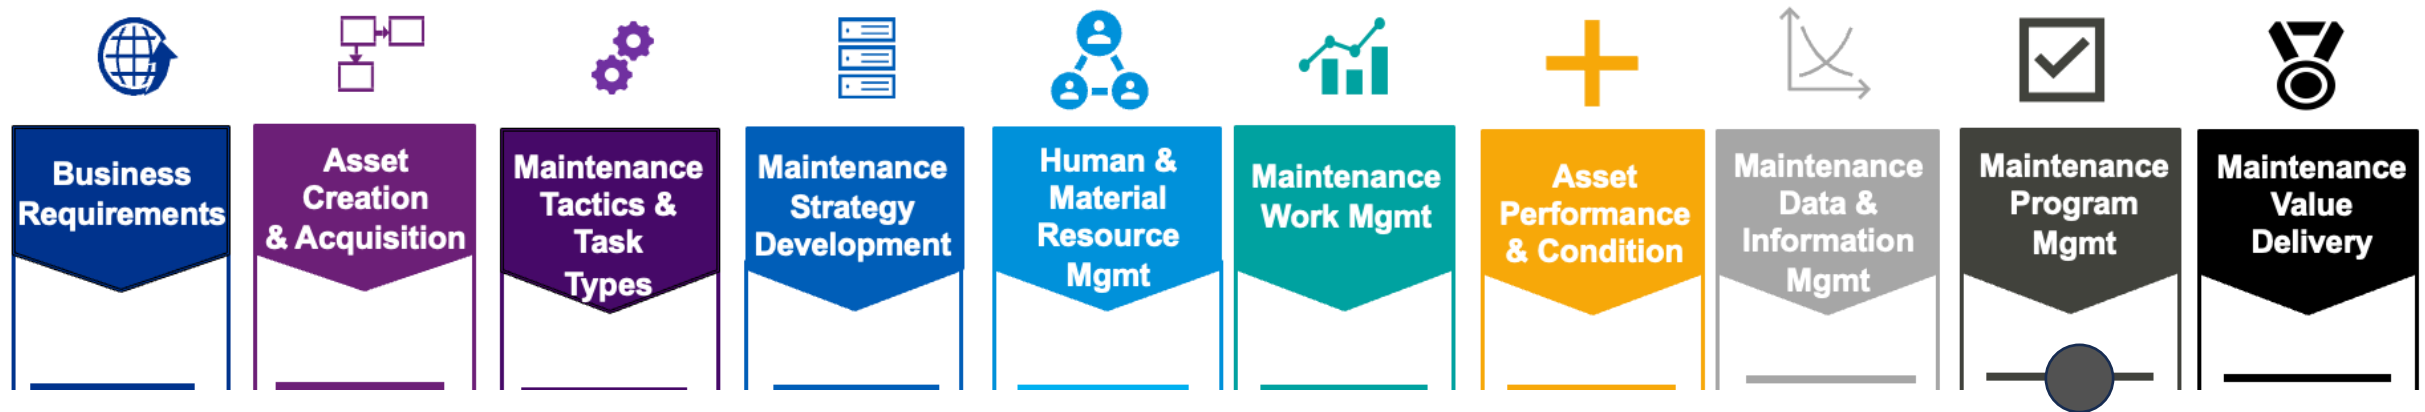 Business
Requirements
Asset
Creation
& Acquisition
Maintenance
Tactics &
Task
Types
Maintenance
Strategy
Development
Human &
Material
Resource
Mgmt
Maintenance
Work Mgmt
Asset
Performance
& Condition
Maintenance
Data &
Information
Mgmt
Maintenance
Program
Mgmt
Maintenance
Value
Delivery